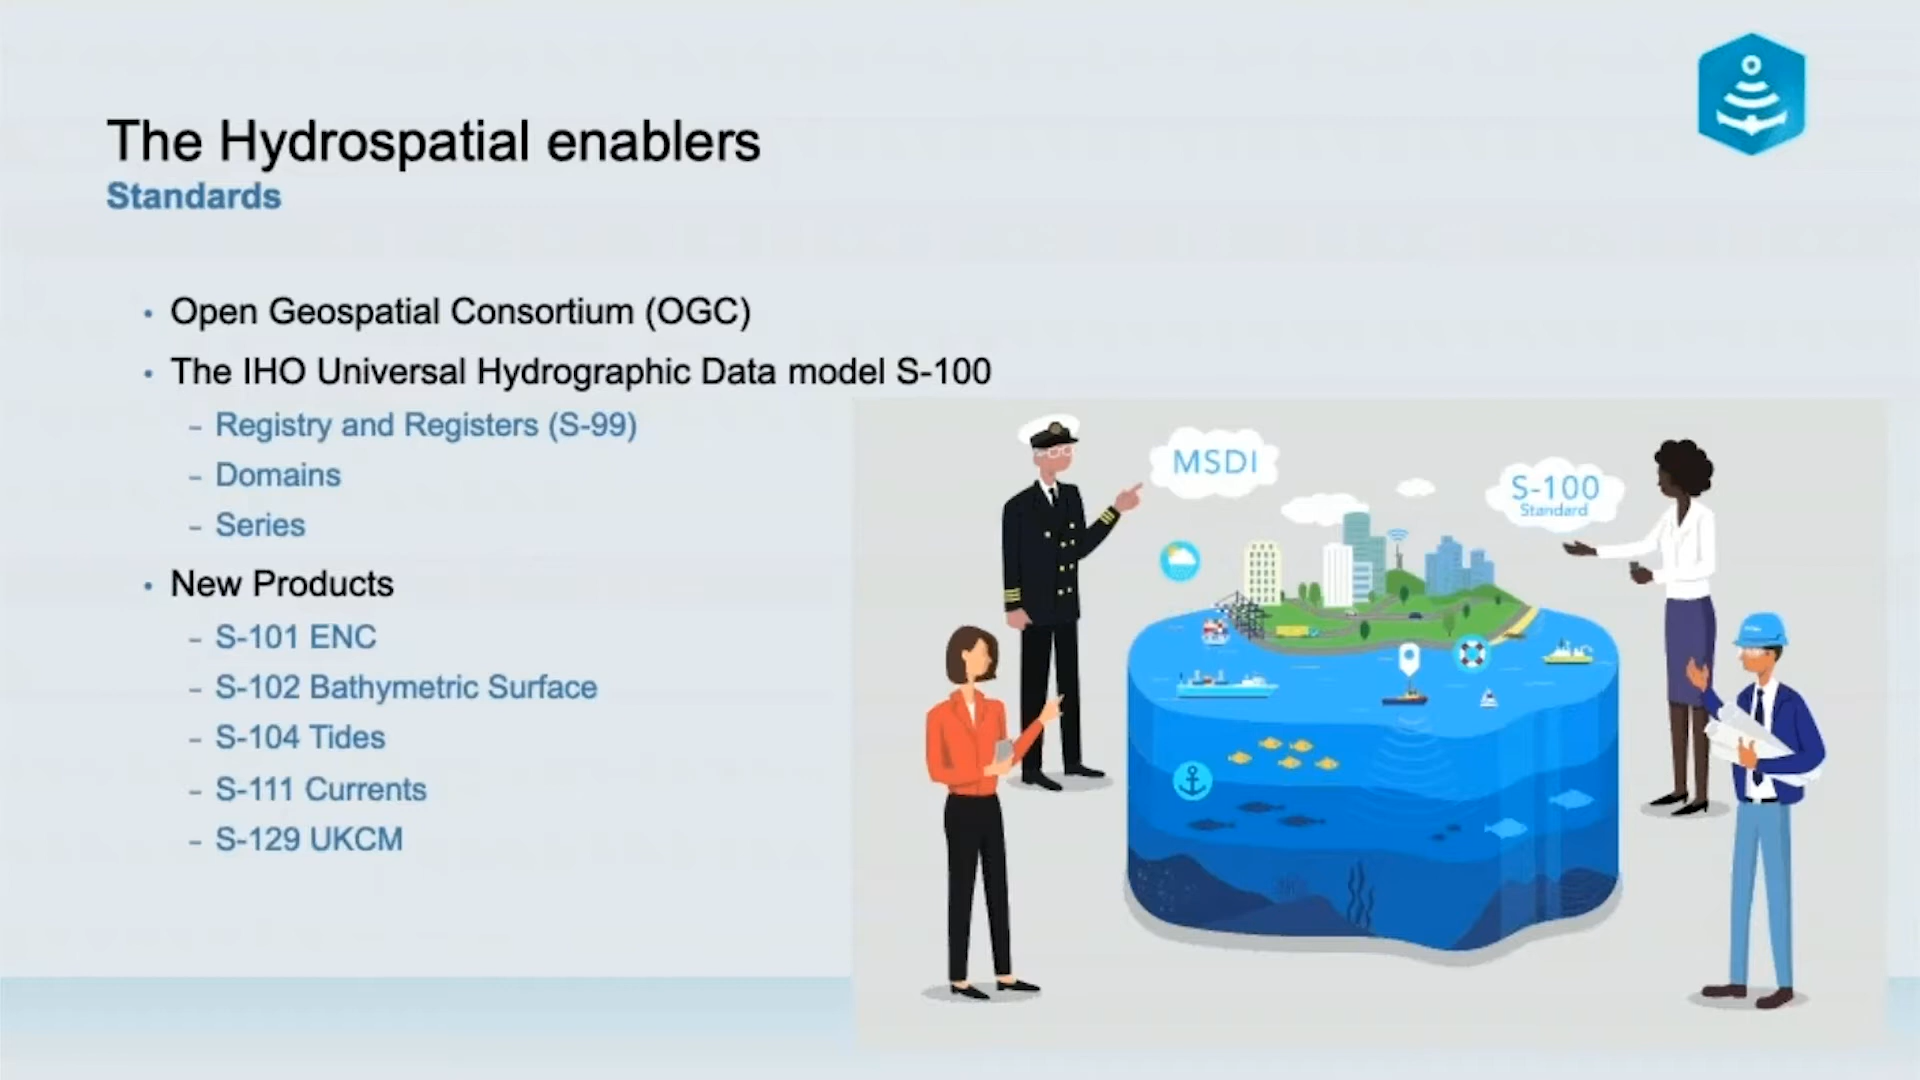 The Hydrospatial enablers
Standards
• Open Geospatial Consortium (OGC)
• The IHO Universal Hydrographic Data model S-100
– Registry and Registers (S-99)
– Domains
– Series
• New Products
– S-101 ENC
– S-102 Bathymetric Surface
– S-104 Tides
– S-111 Currents
– S-129 UKCM
MSDI
S-100
Standard